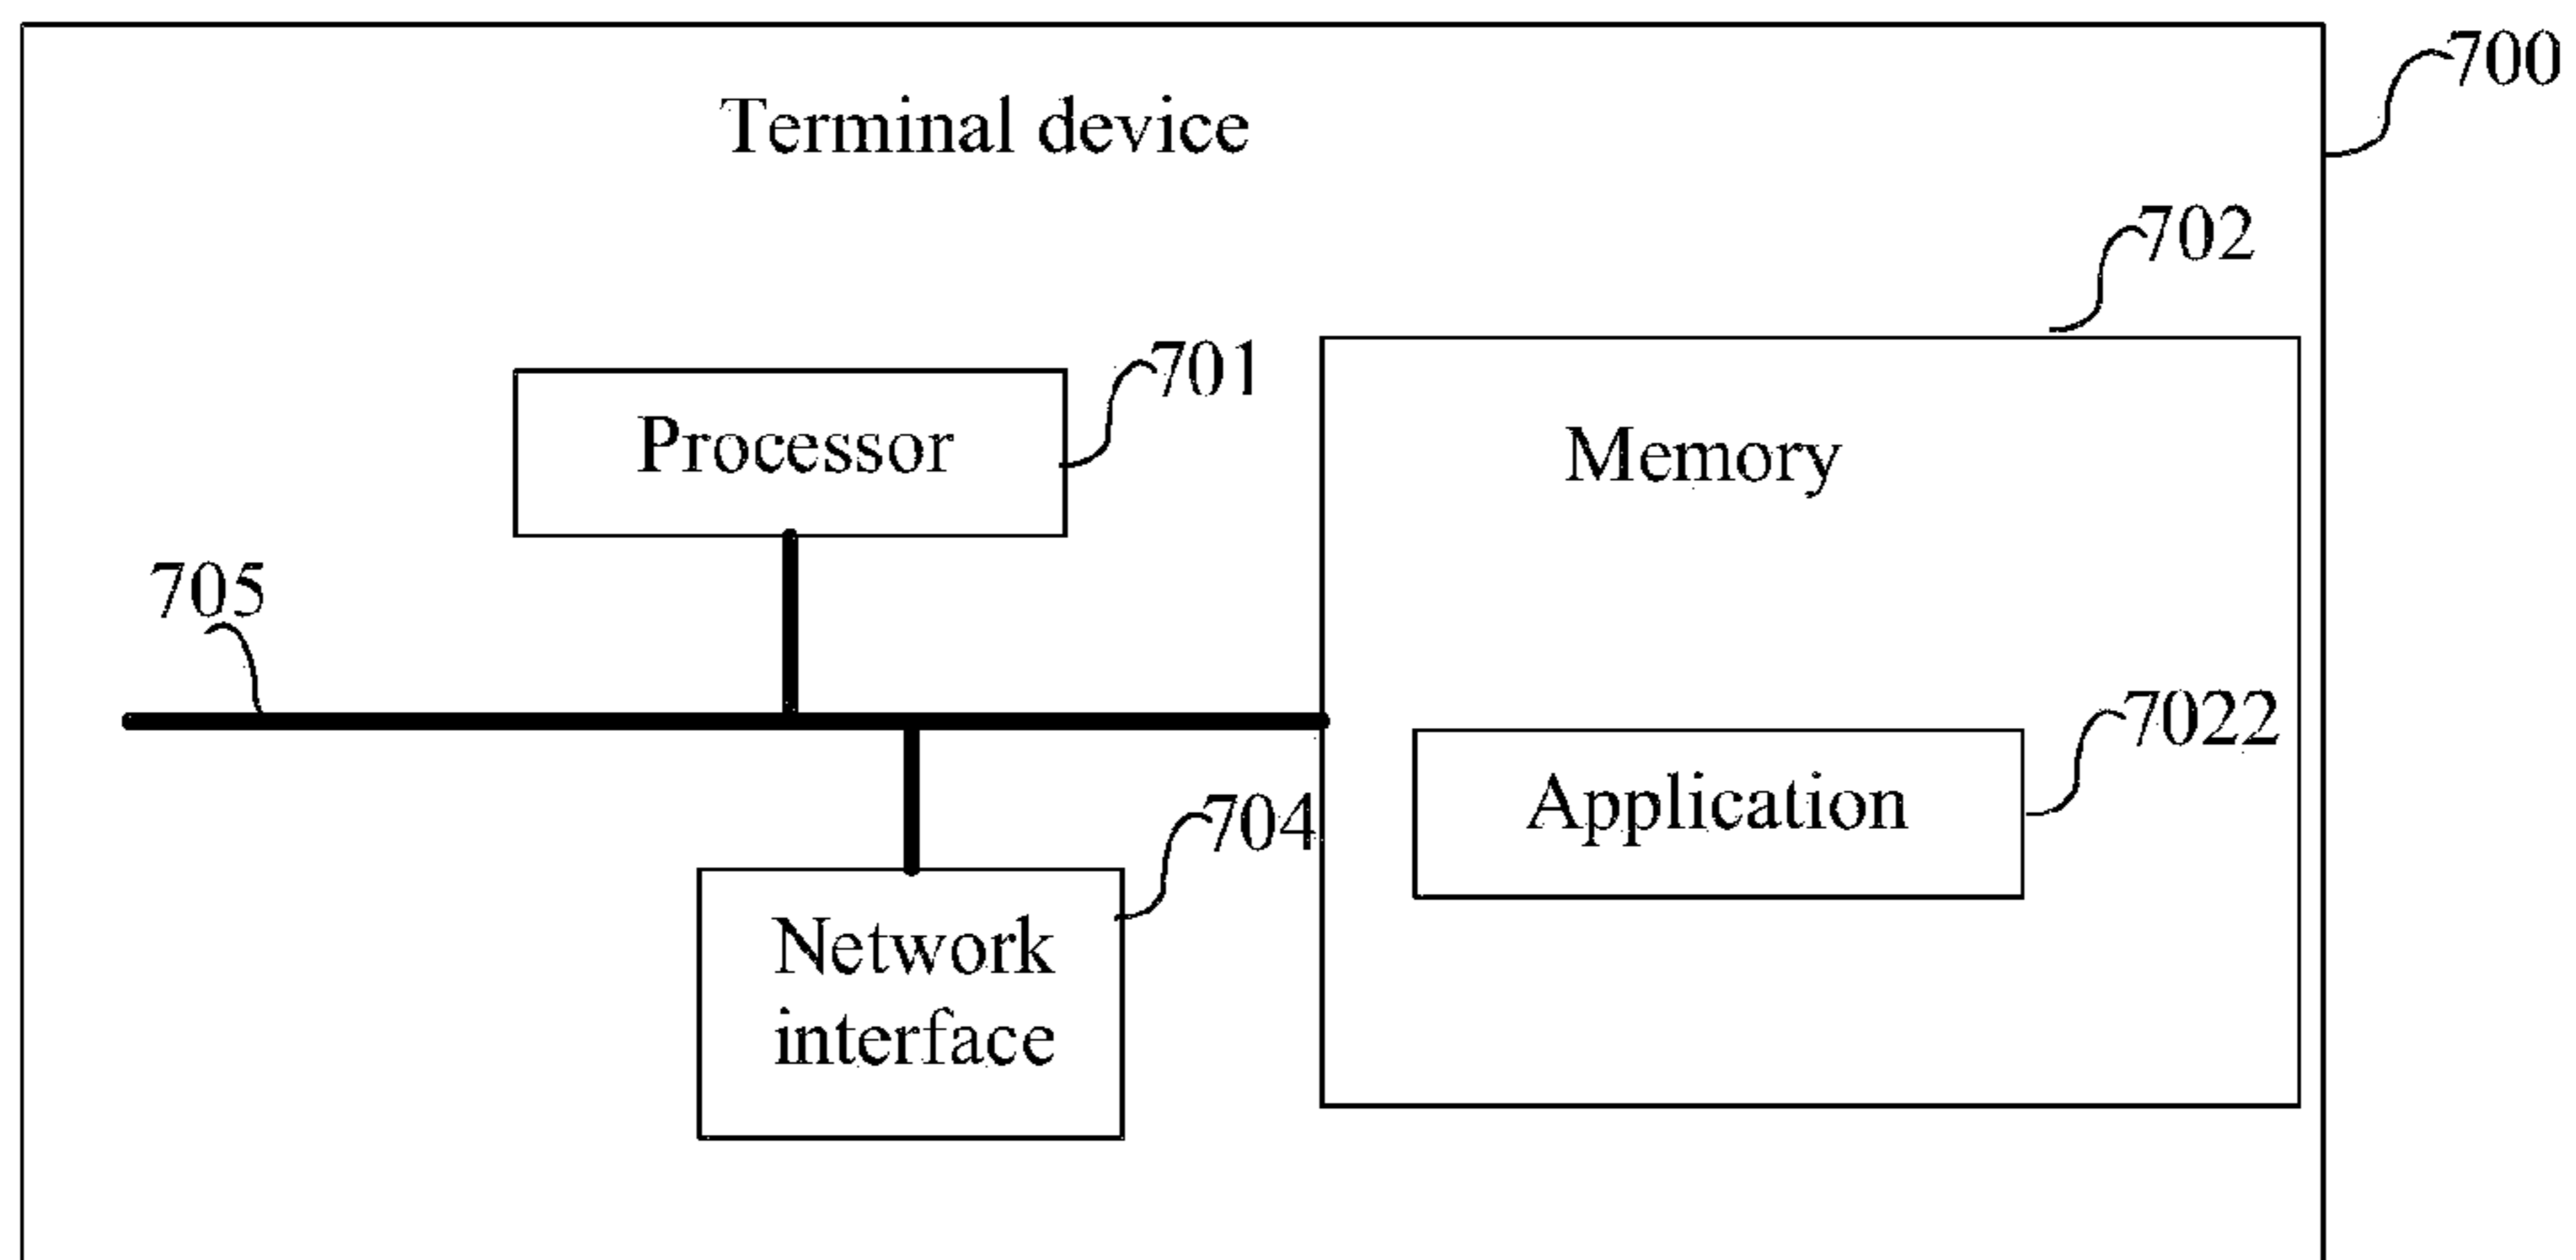 700
Terminal device
702
701
Processor
Memory
705
7022
704
Application
Network
interface